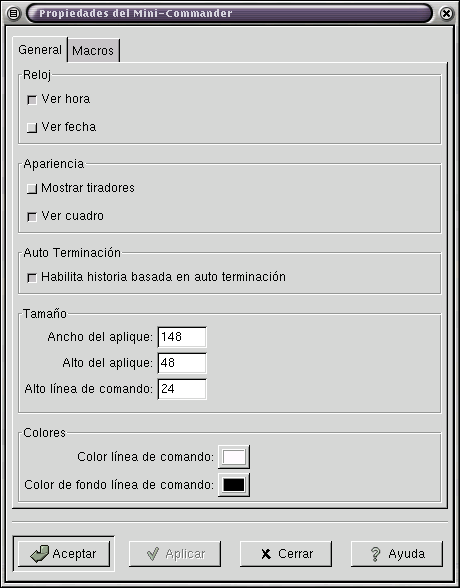 Propiedades del Mini-Commander
General Macros
Reloj
Ver hora
Ver fecha
Apariencia
Mostrar tiradores
Ver cuadro
Auto Terminación
Habilita historia basada en auto terminación
Tamaño
Ancho del aplique: 148
Alto del aplique: 48
Alto línea de comando: 24
Colores
Color línea de comando:
Color de fondo línea de comando:
Aceptar Aplicar Cerrar Ayuda